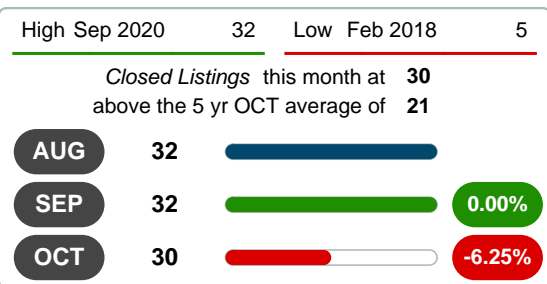 High Sep 2020 32 Low Feb 2018 5
Closed Listings this month at 30
above the 5 yr OCT average of 21
AUG 32
SEP 32 0.00%
OCT 30 -6.25%